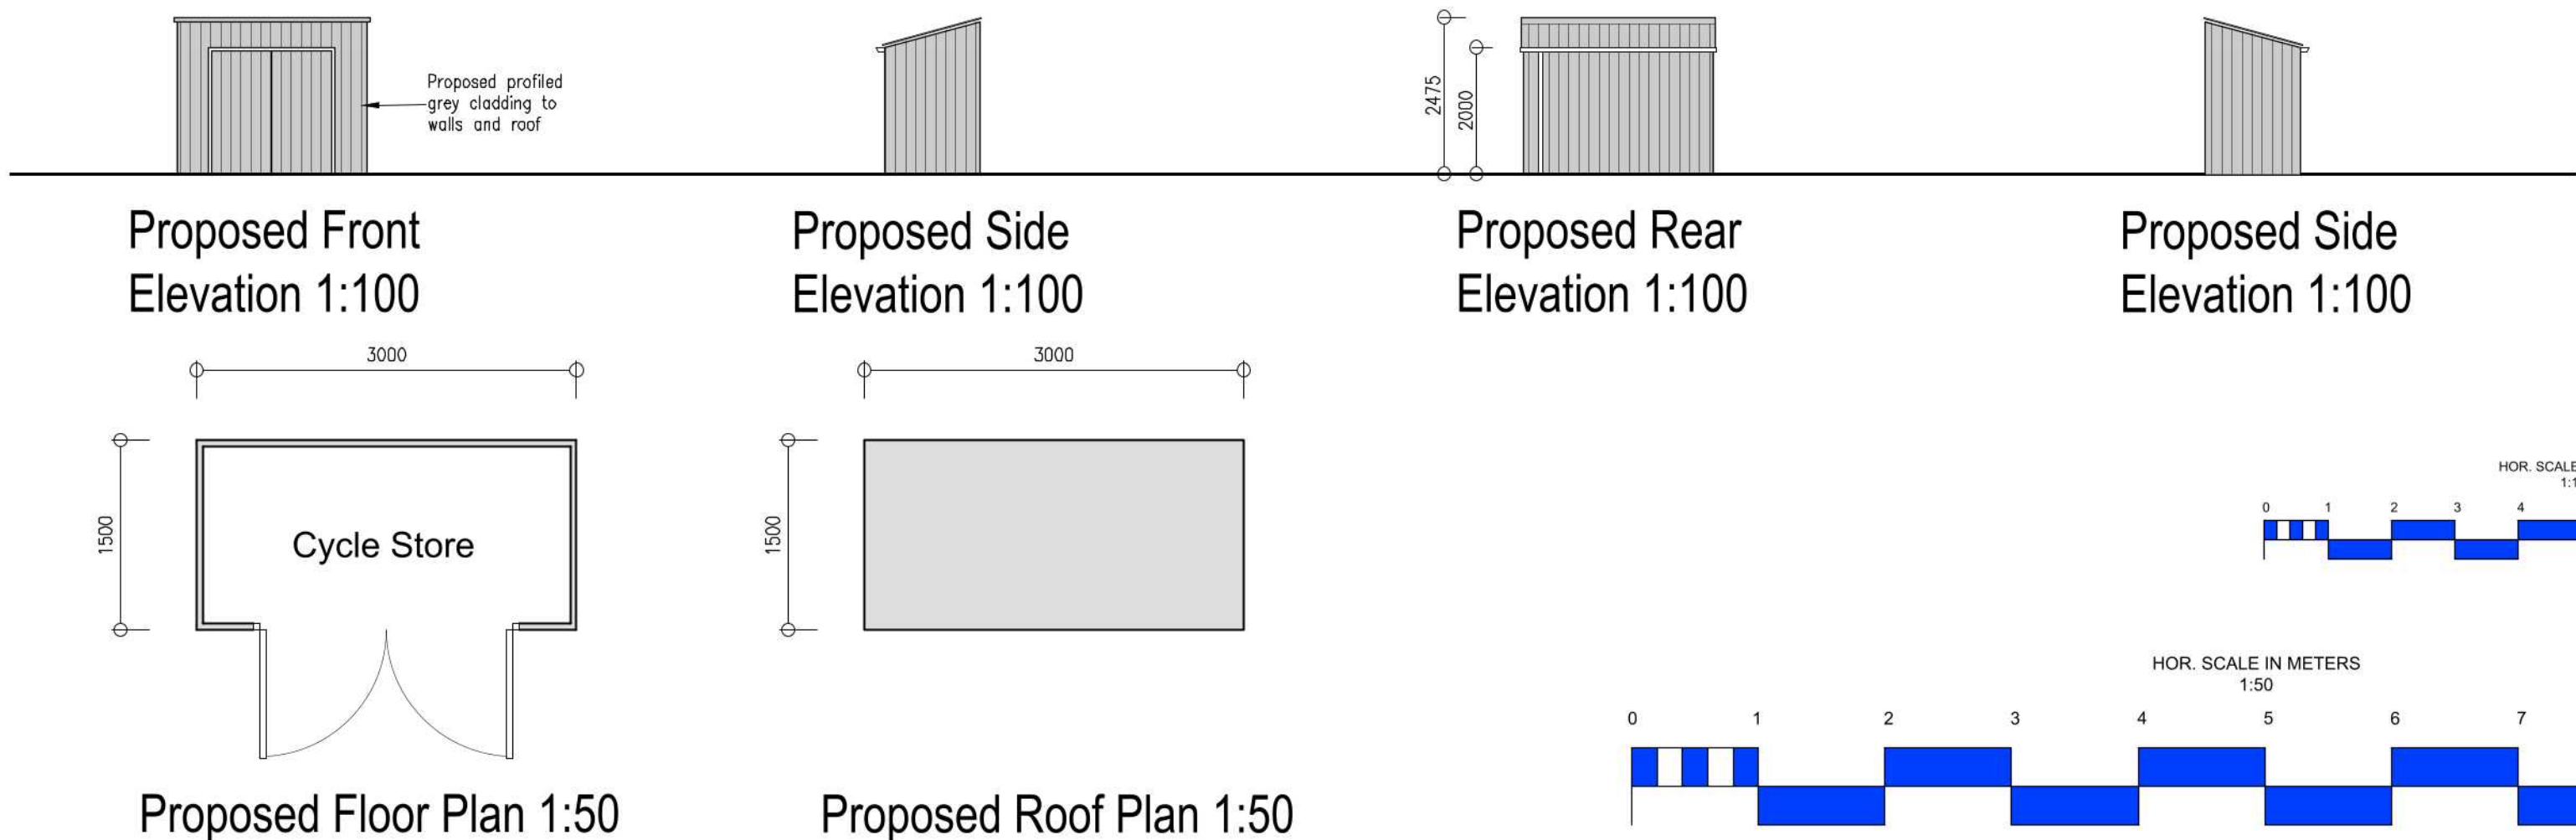 Proposed profiled
grey cladding to
walls and roof
2475
2000
Proposed Front
Elevation 1:100
Proposed Side
Elevation 1:100
Proposed Rear
Elevation 1:100
Proposed Side
Elevation 1:100
3000
1500
Cycle Store
Proposed Floor Plan 1:50
3000
1500
Proposed Roof Plan 1:50
HOR. SCALE
0 1 2 3 4
HOR. SCALE IN METERS
1:50
0 1 2 3 4 5 6 7